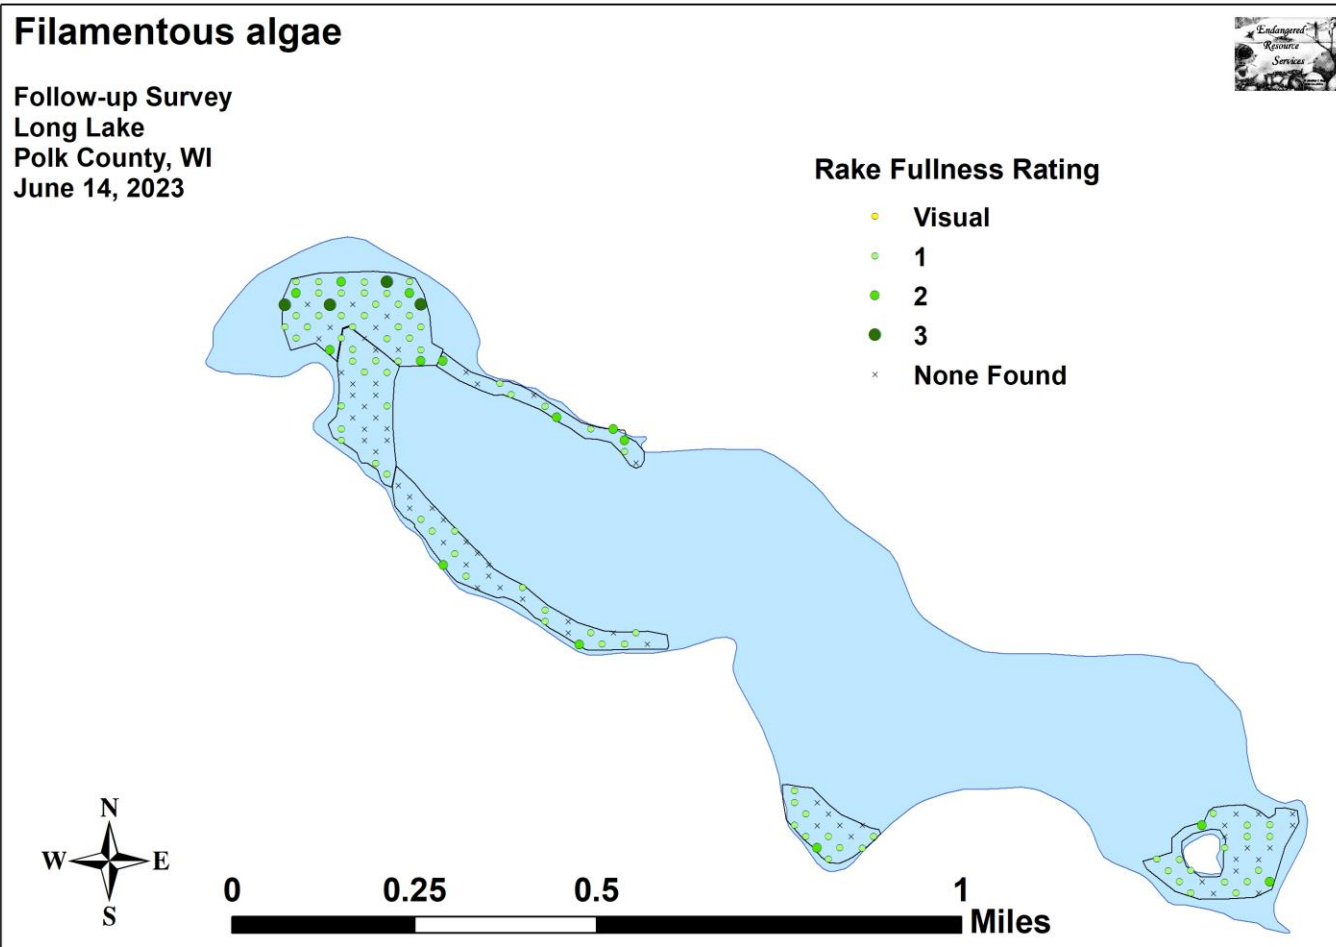 Filamentous algae
Follow-up Survey
Long Lake
Polk County, WI
June 14, 2023
Endangered
Resource
Services
Rake Fullness Rating
Visual
1
2
3
None Found
N
W E
S
0 0.25 0.5 1
Miles